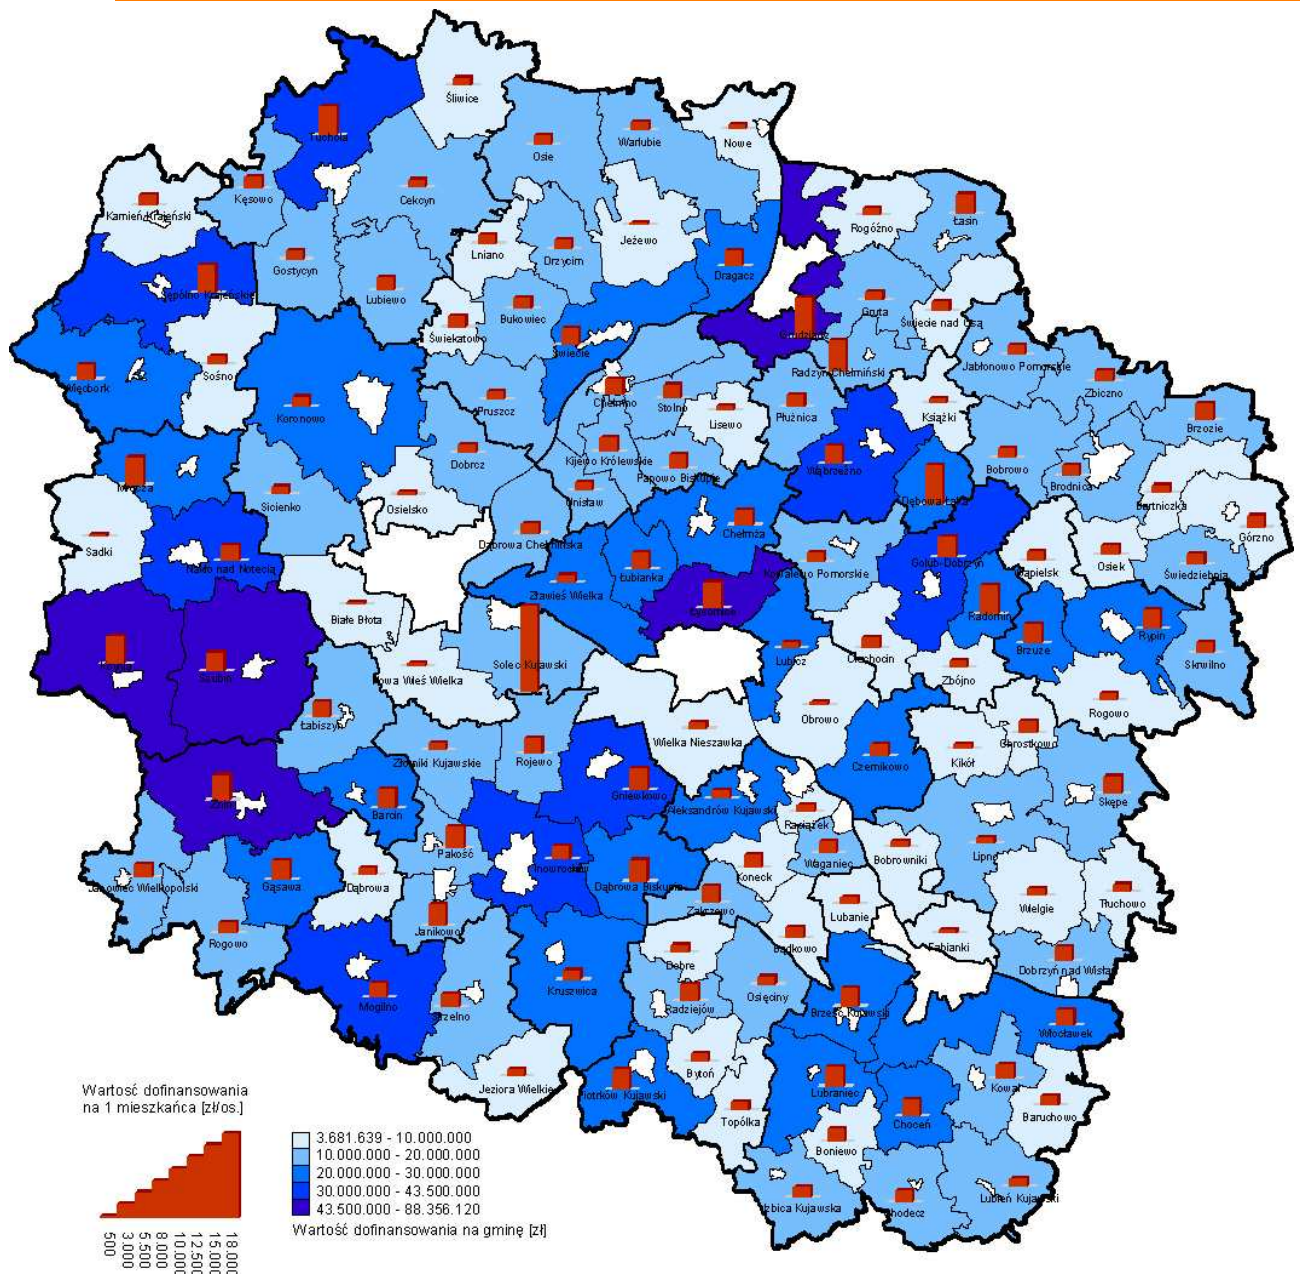 Śliwice
Tuchola
Osie
Warlubie
Nowe
Kęsowo
Cekcyn
Kamień Krajeński
Rogóźno
Łasin
Jeżewo
Lniano
Drzycim
Dragacz
Gostycyn
Lubiewo
Sępólno Krajeńskie
Bukowiec
Gruta
Świecie nad Osą
Świekatowo
Świecie
Grudziądz
Sośno
Radzyń Chełmiński
Jabłonowo Pomorskie
Więcbork
Zbiczno
Koronowo
Pruszcz
Chełmno
Stolno
Lisewo
Płużnica
Książki
Brzozie
Dobrcz
Kijewo Królewskie
Papowo Biskupie
Wąbrzeźno
Bobrowo
Brodnica
Mrocza
Sicienko
Osielsko
Unisław
Dębowa Łąka
Bartniczka
Górzno
Sadki
Dąbrowa Chełmińska
Chełmża
Nakło nad Notecią
Łubianka
Kowalewo Pomorskie
Golub-Dobrzyń
Wąpielsk
Osiek
Świedziebnia
Zławieś Wielka
Białe Błota
Radomin
Rypin
Brzuze
Skrwilno
Solec Kujawski
Nowa Wieś Wielka
Lubicz
Ciechocin
Zbójno
Szubin
Łabiszyn
Obrowo
Rogowo
Wielka Nieszawka
Złotniki Kujawskie
Rojewo
Czernikowo
Kikół
Chrostkowo
Żnin
Barcin
Gniewkowo
Aleksandrów Kujawski
Skępe
Raciążek
Pakość
Inowrocław
Waganiec
Bobrowniki
Lipno
Janowiec Wielkopolski
Gąsawa
Dąbrowa
Dąbrowa Biskupia
Koneck
Zakrzewo
Lubanie
Wielgie
Tłuchowo
Rogowo
Janikowo
Bądkowo
Fabianki
Dobre
Dobrzyń nad Wisłą
Kruszwica
Osięciny
Mogilno
Strzelno
Radziejów
Brześć Kujawski
Włocławek
Bytoń
Jeziora Wielkie
Piotrków Kujawski
Lubraniec
Kowal
Topólka
Choceń
Baruchowo
Boniewo
Izbica Kujawska
Chodecz
Lubień Kujawski
Wartość dofinansowania
na 1 mieszkańca [zł/os.]
500
3.000
5.500
8.000
10.000
12.500
15.000
18.000
3.681.639 - 10.000.000
10.000.000 - 20.000.000
20.000.000 - 30.000.000
30.000.000 - 43.500.000
43.500.000 - 88.356.120
Wartość dofinansowania na gminę [zł]